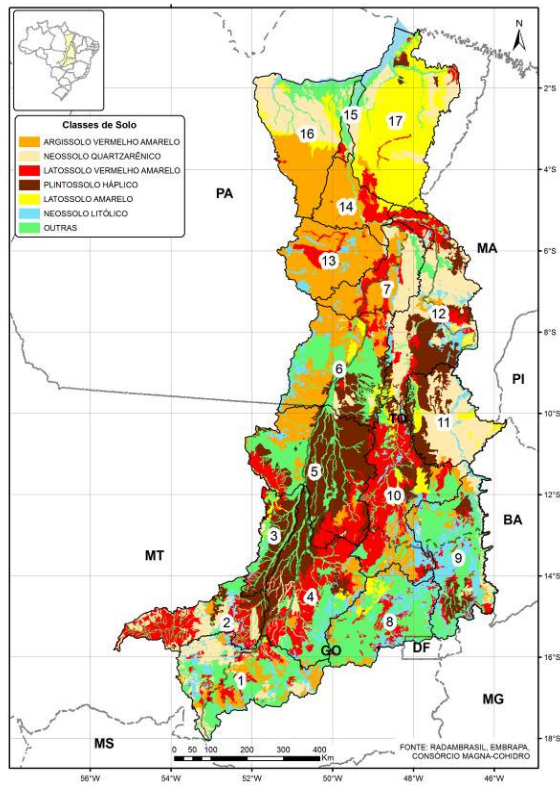 N
Classes de Solo
ARGISSOLO VERMELHO AMARELO
NEOSSOLO QUARTZARÊNICO
LATOSSOLO VERMELHO AMARELO
PLINTOSSOLO HÁPLICO
LATOSSOLO AMARELO
NEOSSOLO LITÓLICO
OUTRAS
2°S
15
16
17
4°S
PA
14
6°S
13
MA
7
12
8°S
6
PI
TO
10°S
11
5
10
12°S
BA
3
MT
9
14°S
4
2
8
GO
DF
16°S
1
MG
MS
18°S
0 50 100 200 300 400
Km
FONTE: RADAMBRASIL, EMBRAPA,
CONSÓRCIO MAGNA-COHIDRO
56°W 54°W 52°W 50°W 48°W 46°W